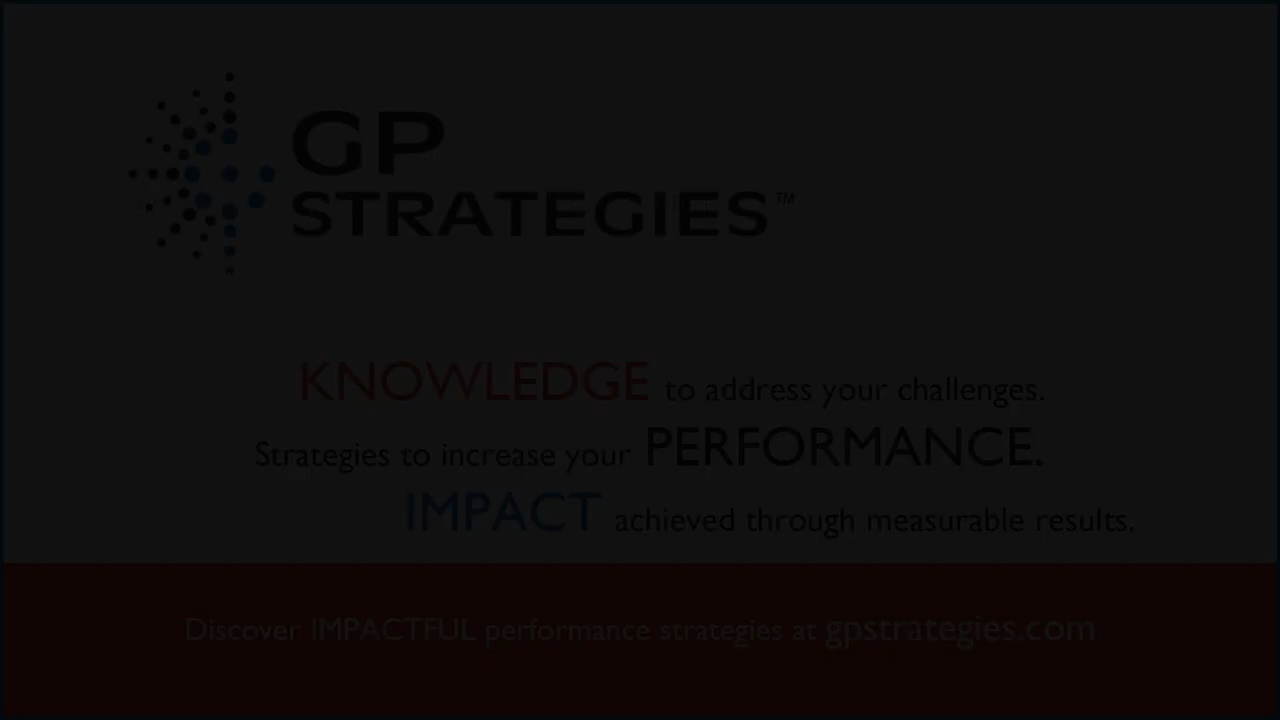 GP
STRATEGIES™
KNOWLEDGE to address your challenges.
Strategies to increase your PERFORMANCE.
IMPACT achieved through measurable results.
Discover IMPACTFUL performance strategies at gpstrategies.com